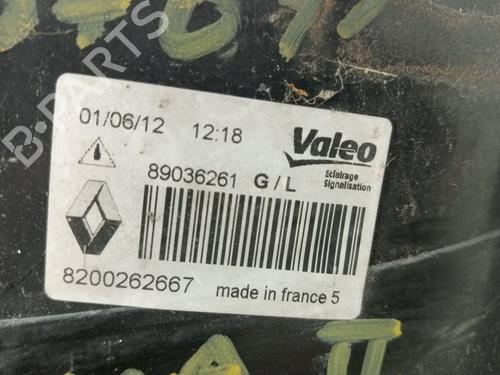 01/06/12 12:18
Valeo
Eclairage
Signalisation
89036261 G/L
8200262667 made in france 5
B-PARTS